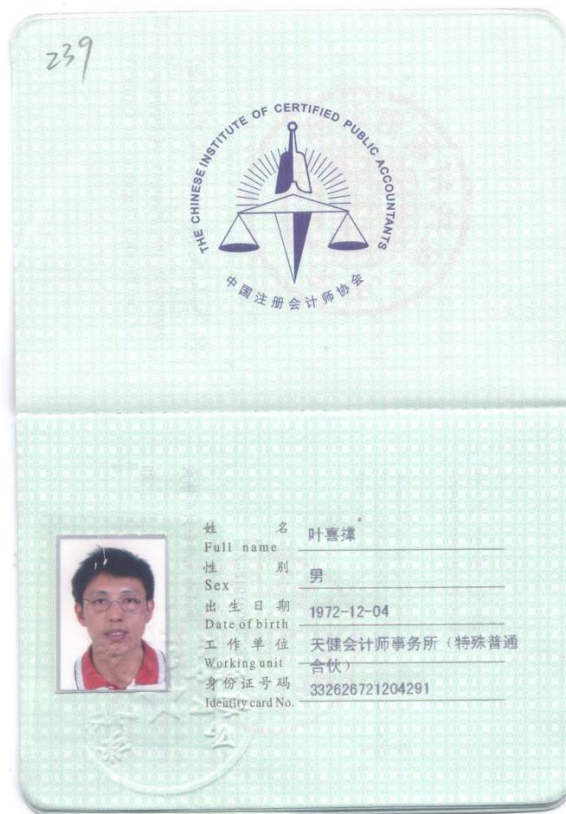 239
THE CHINESE INSTITUTE OF CERTIFIED PUBLIC ACCOUNTANTS
中国注册会计师协会
姓 名 叶喜撑
Full name
性 别 男
Sex
出生日期 1972-12-04
Date of birth
工作单位 天健会计师事务所（特殊普通
Working unit 合伙）
身份证号码 332626721204291
Identity card No.